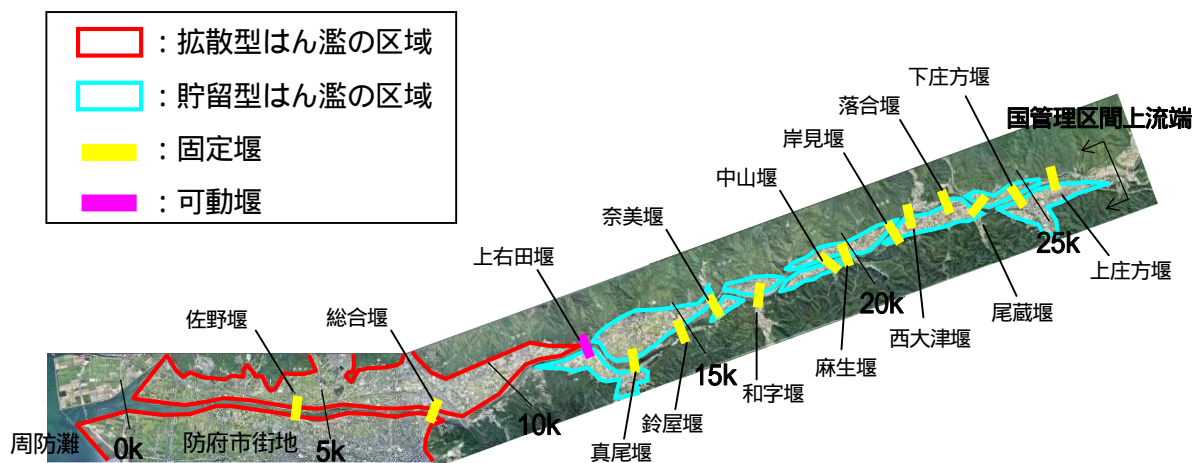 ：拡散型はん濫の区域
：貯留型はん濫の区域
：固定堰
：可動堰
下庄方堰
落合堰
国管理区間上流端
岸見堰
中山堰
奈美堰
上右田堰
25k
上庄方堰
20k
尾蔵堰
佐野堰
総合堰
西大津堰
麻生堰
15k
和字堰
10k
鈴屋堰
真尾堰
周防灘
0k
防府市街地
5k